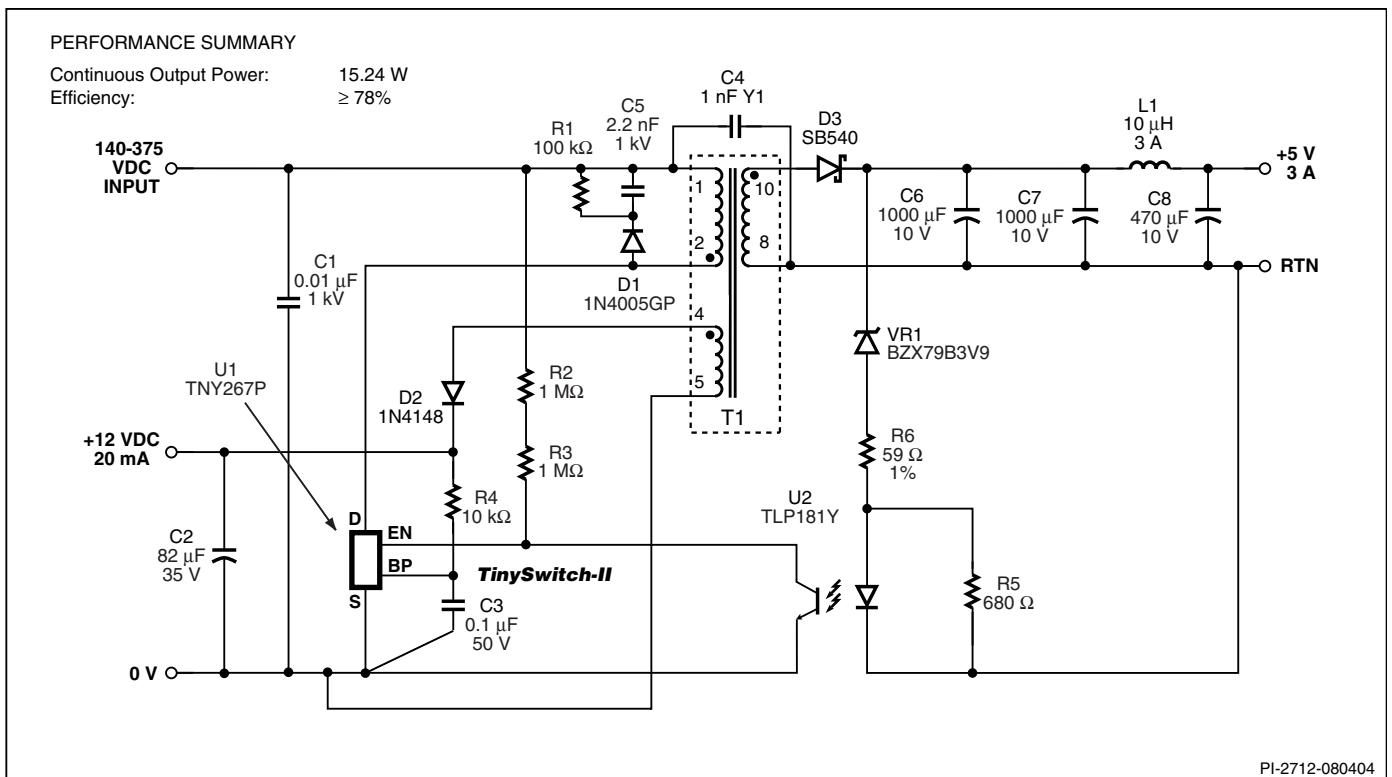 PERFORMANCE SUMMARY
Continuous Output Power: 15.24 W
Efficiency: ≥ 78%
C4
1 nF Y1
C5
2.2 nF
1 kV
R1
100 kΩ
D3
SB540
L1
10 µH
3 A
140-375
VDC
INPUT
+5 V
3 A
1
10
C6
1000 µF
10 V
C7
1000 µF
10 V
C8
470 µF
10 V
2
8
C1
0.01 µF
1 kV
D1
1N4005GP
RTN
4
VR1
BZX79B3V9
U1
TNY267P
R2
1 MΩ
5
D2
1N4148
T1
+12 VDC
20 mA
R3
1 MΩ
R6
59 Ω
1%
R4
10 kΩ
U2
TLP181Y
D
EN
C2
82 µF
35 V
BP
TinySwitch-II
R5
680 Ω
S
C3
0.1 µF
50 V
0 V
PI-2712-080404